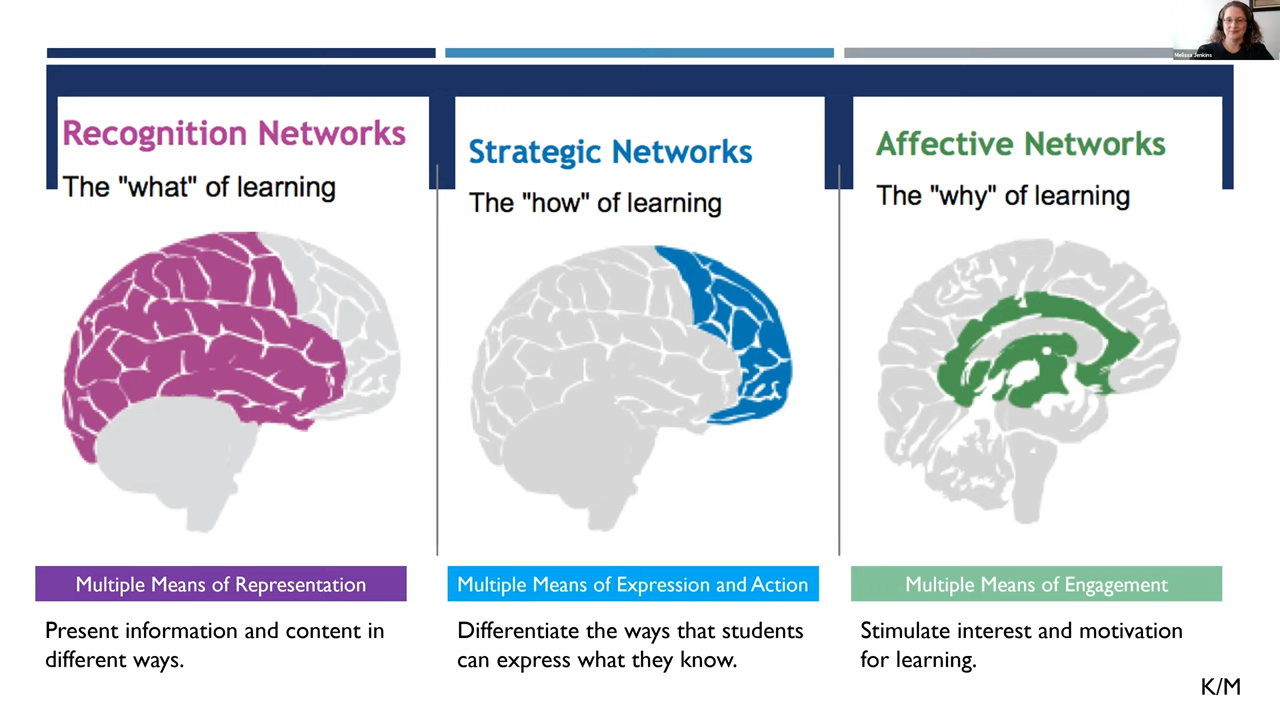 Melissa Jenkins
Recognition Networks
The "what" of learning
Strategic Networks
The "how" of learning
Affective Networks
The "why" of learning
Multiple Means of Representation
Present information and content in
different ways.
Multiple Means of Expression and Action
Differentiate the ways that students
can express what they know.
Multiple Means of Engagement
Stimulate interest and motivation
for learning.
K/M